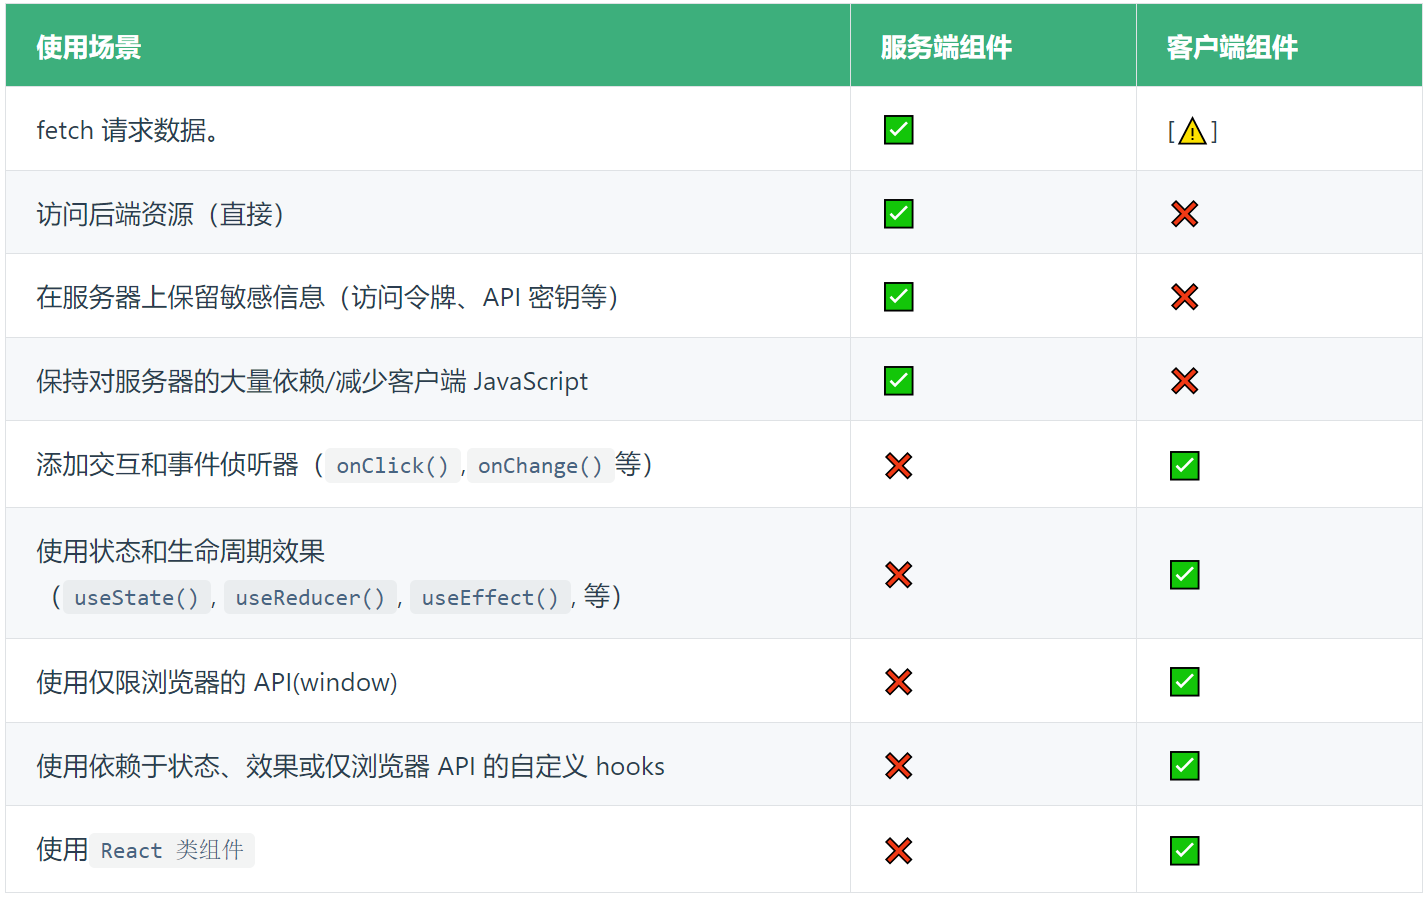 使用场景 服务端组件 客户端组件
fetch 请求数据。 ✅ [⚠️]
访问后端资源（直接） ✅ ❌
在服务器上保留敏感信息（访问令牌、API 密钥等） ✅ ❌
保持对服务器的大量依赖/减少客户端 JavaScript ✅ ❌
添加交互和事件侦听器（onClick(),onChange()等） ❌ ✅
使用状态和生命周期效果
（useState(), useReducer(), useEffect(), 等） ❌ ✅
使用仅限浏览器的 API(window) ❌ ✅
使用依赖于状态、效果或仅浏览器 API 的自定义 hooks ❌ ✅
使用React 类组件 ❌ ✅